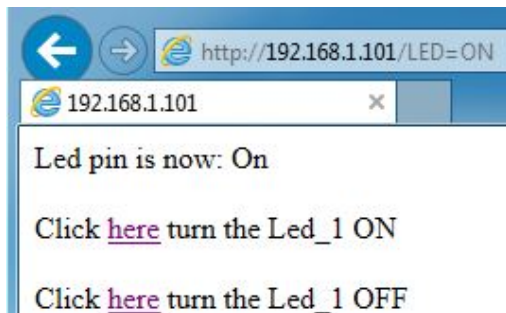 http://192.168.1.101/LED=ON
192.168.1.101
Led pin is now: On
Click here turn the Led_1 ON
Click here turn the Led_1 OFF